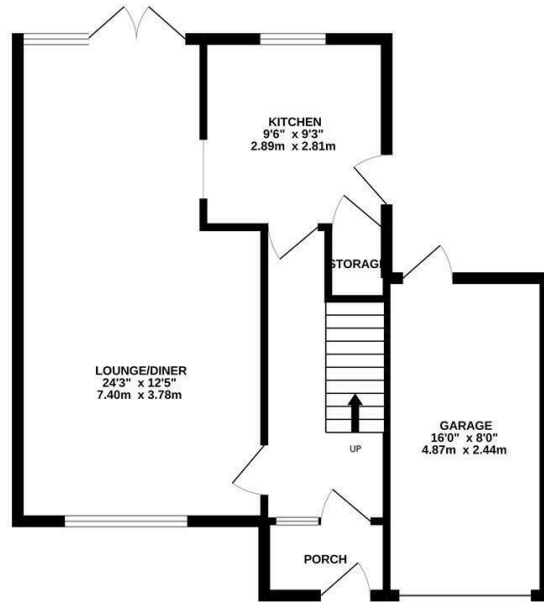 KITCHEN
9'6" x 9'3"
2.89m x 2.81m
STORAGE
LOUNGE/DINER
24'3" x 12'5"
7.40m x 3.78m
GARAGE
16'0" x 8'0"
4.87m x 2.44m
UP
PORCH